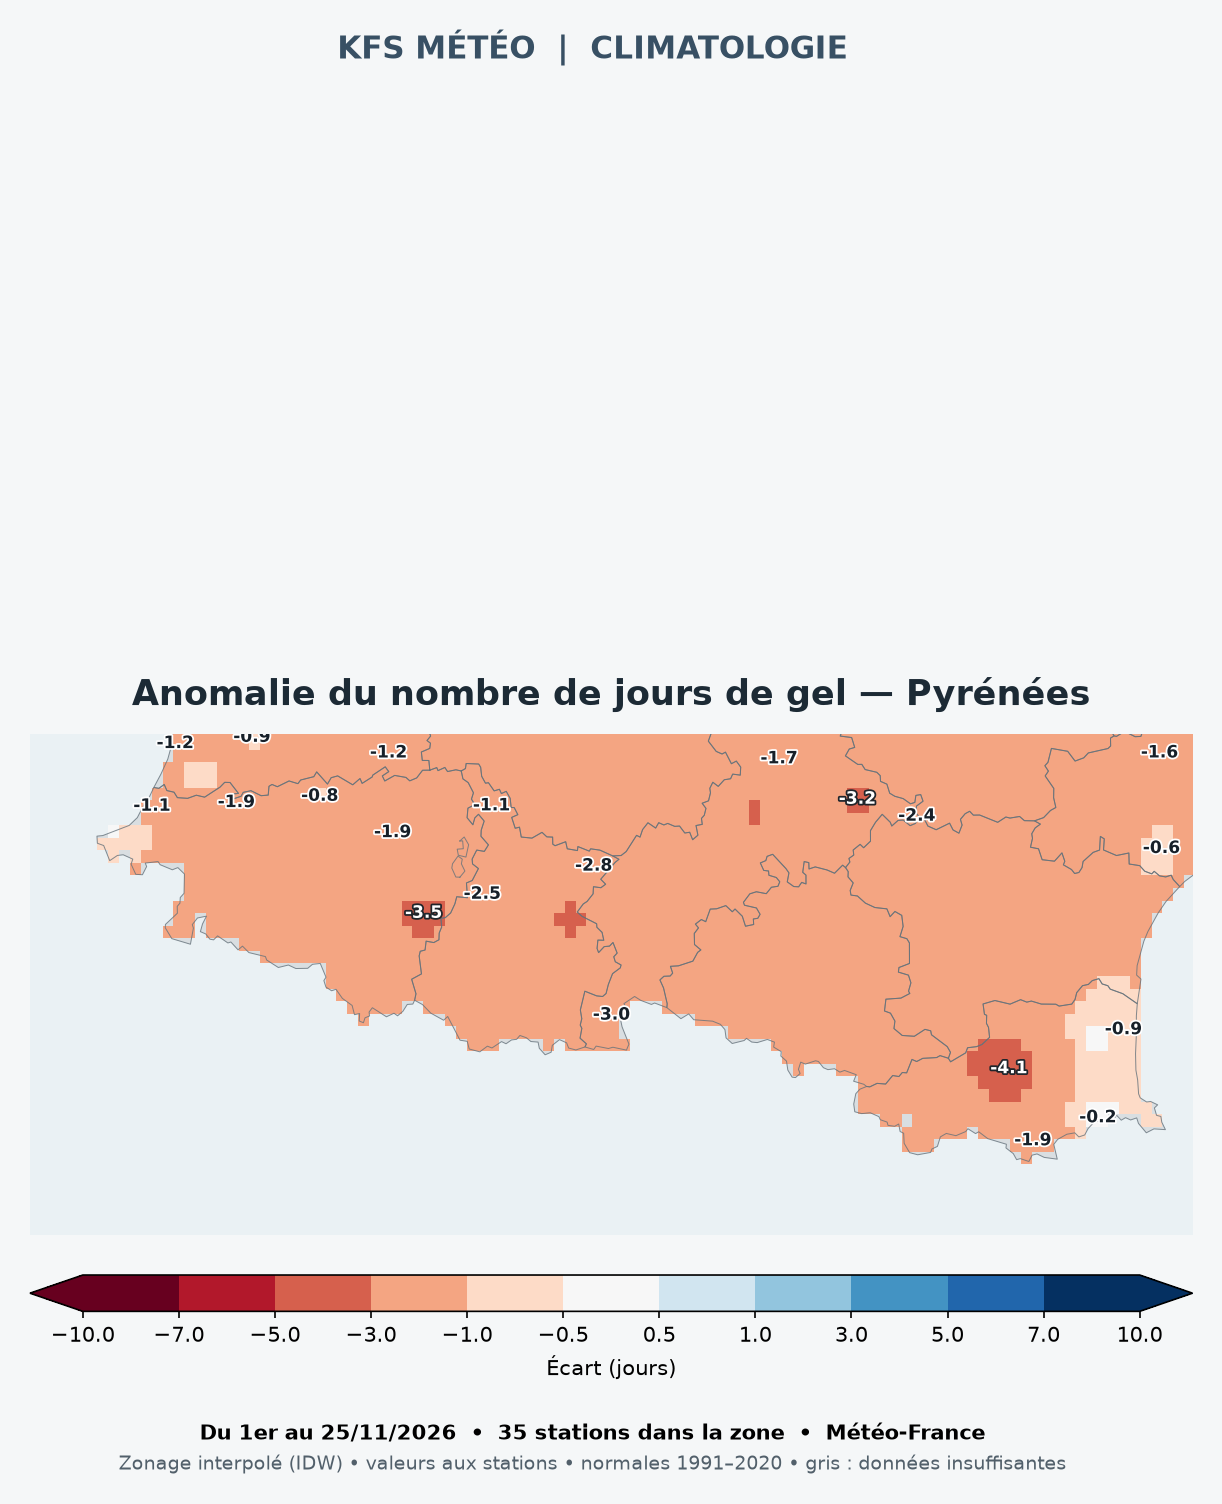 KFS MÉTÉO | CLIMATOLOGIE
Anomalie du nombre de jours de gel — Pyrénées
-1.2 -0.9 -1.2 -1.7 -1.6
-1.1 -1.9 -0.8 -1.1 -3.2 -2.4
-1.9 -0.6
-2.8
-2.5
-3.5
-3.0 -0.9
-4.1
-0.2
-1.9
−10.0 −7.0 −5.0 −3.0 −1.0 −0.5 0.5 1.0 3.0 5.0 7.0 10.0
Écart (jours)
Du 1er au 25/11/2026 • 35 stations dans la zone • Météo-France
Zonage interpolé (IDW) • valeurs aux stations • normales 1991–2020 • gris : données insuffisantes